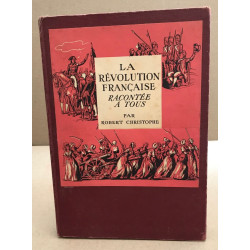 LA
RÉVOLUTION
FRANÇAISE
RACONTÉE
A TOUS
PAR
ROBERT CHRISTOPHE